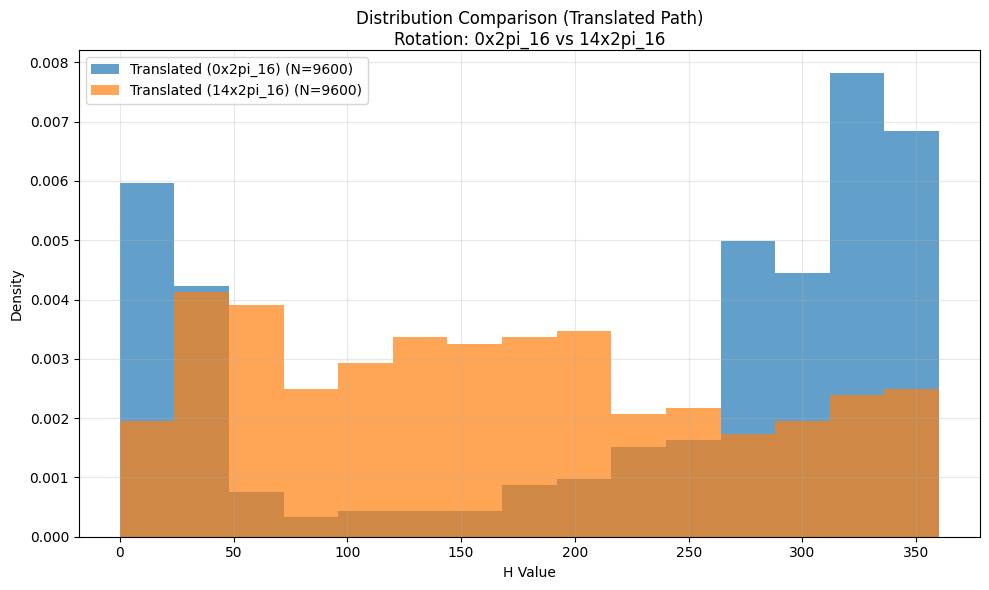 Distribution Comparison (Translated Path)
Rotation: 0x2pi_16 vs 14x2pi_16
Translated (0x2pi_16) (N=9600)
Translated (14x2pi_16) (N=9600)
Density
0.008
0.007
0.006
0.005
0.004
0.003
0.002
0.001
0.000
0 50 100 150 200 250 300 350
H Value